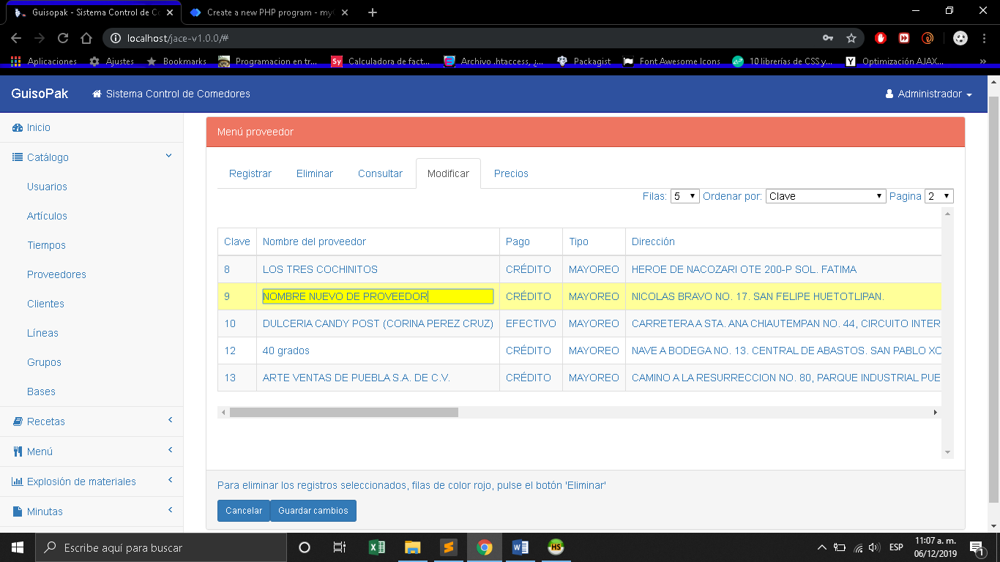 Guisopak - Sistema Control de Co
Create a new PHP program - my
localhost/jace-v1.0.0/#
Aplicaciones Ajustes Bookmarks Programacion en tr... Sy Calculadora de fact... Archivo .htaccess, ¿... Packagist Font Awesome Icons 10 librerías de CSS y... Y Optimización AJAX... »
GuisoPak Sistema Control de Comedores Administrador
Inicio
Catálogo
Usuarios
Artículos
Tiempos
Proveedores
Clientes
Líneas
Grupos
Bases
Recetas
Menú
Explosión de materiales
Minutas
Menú proveedor
Registrar Eliminar Consultar Modificar Precios
Filas: 5 Ordenar por: Clave Pagina 2
Clave Nombre del proveedor Pago Tipo Dirección
8 LOS TRES COCHINITOS CRÉDITO MAYOREO HEROE DE NACOZARI OTE 200-P SOL. FATIMA
9 NOMBRE NUEVO DE PROVEEDOR CRÉDITO MAYOREO NICOLAS BRAVO NO. 17. SAN FELIPE HUETOTLIPAN.
10 DULCERIA CANDY POST (CORINA PEREZ CRUZ) EFECTIVO MAYOREO CARRETERA A STA. ANA CHIAUTEMPAN NO. 44, CIRCUITO INTER
12 40 grados CRÉDITO MAYOREO NAVE A BODEGA NO. 13. CENTRAL DE ABASTOS. SAN PABLO XO
13 ARTE VENTAS DE PUEBLA S.A. DE C.V. CRÉDITO MAYOREO CAMINO A LA RESURRECCION NO. 80, PARQUE INDUSTRIAL PUE
Para eliminar los registros seleccionados, filas de color rojo, pulse el botón 'Eliminar'
Cancelar Guardar cambios
Escribe aquí para buscar
HS
ESP
11:07 a. m.
06/12/2019
1